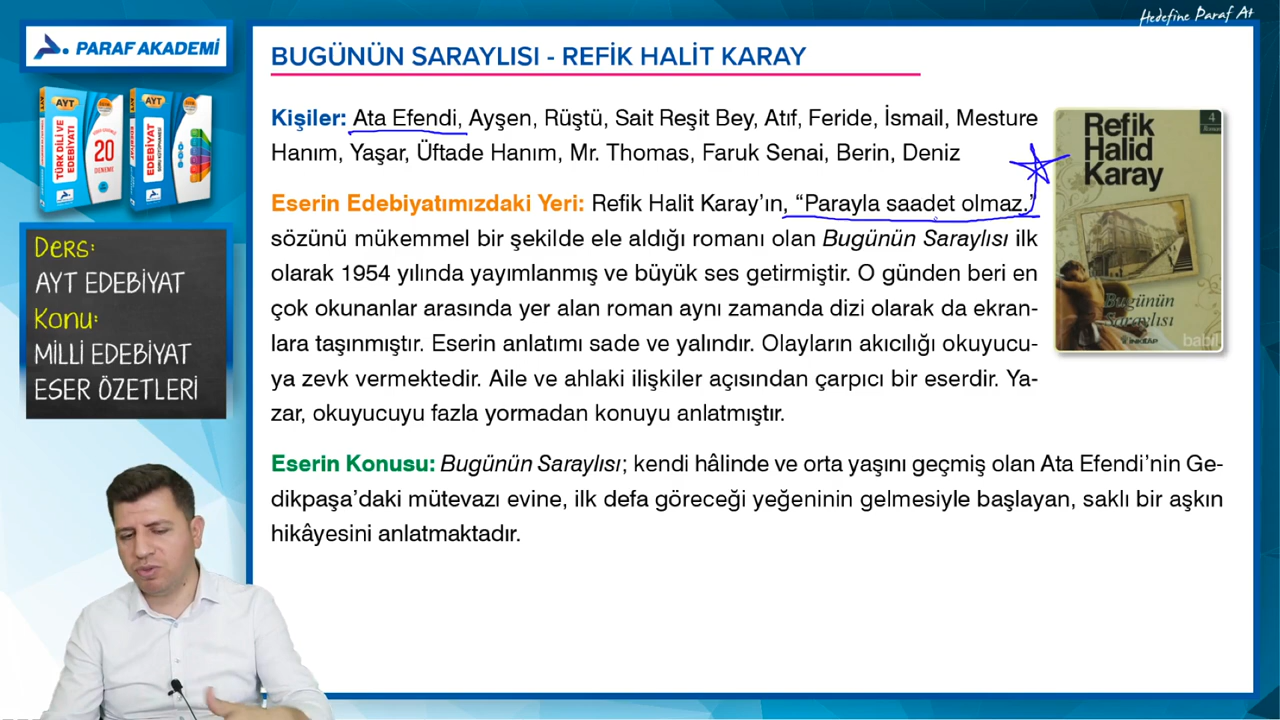 Hedefine Paraf At
PARAF AKADEMİ
BUGÜNÜN SARAYLISI - REFİK HALİT KARAY
Kişiler: Ata Efendi, Ayşen, Rüştü, Sait Reşit Bey, Atıf, Feride, İsmail, Mesture
Hanım, Yaşar, Üftade Hanım, Mr. Thomas, Faruk Senai, Berin, Deniz
Eserin Edebiyatımızdaki Yeri: Refik Halit Karay’ın, “Parayla saadet olmaz.”
sözünü mükemmel bir şekilde ele aldığı romanı olan Bugünün Saraylısı ilk
olarak 1954 yılında yayımlanmış ve büyük ses getirmiştir. O günden beri en
çok okunanlar arasında yer alan roman aynı zamanda dizi olarak da ekran-
lara taşınmıştır. Eserin anlatımı sade ve yalındır. Olayların akıcılığı okuyucu-
ya zevk vermektedir. Aile ve ahlaki ilişkiler açısından çarpıcı bir eserdir. Ya-
zar, okuyucuyu fazla yormadan konuyu anlatmıştır.
Eserin Konusu: Bugünün Saraylısı; kendi hâlinde ve orta yaşını geçmiş olan Ata Efendi’nin Ge-
dikpaşa’daki mütevazı evine, ilk defa göreceği yeğeninin gelmesiyle başlayan, saklı bir aşkın
hikâyesini anlatmaktadır.
4
Roman
Refik
Halid
Karay
Bugünün
Saraylısı
İNKILÂP
babil
AYT
TÜRK DİLİ VE
EDEBİYATI
20
DENEME
AYT
EDEBİYAT
Ders:
AYT EDEBİYAT
Konu:
MİLLİ EDEBİYAT
ESER ÖZETLERİ